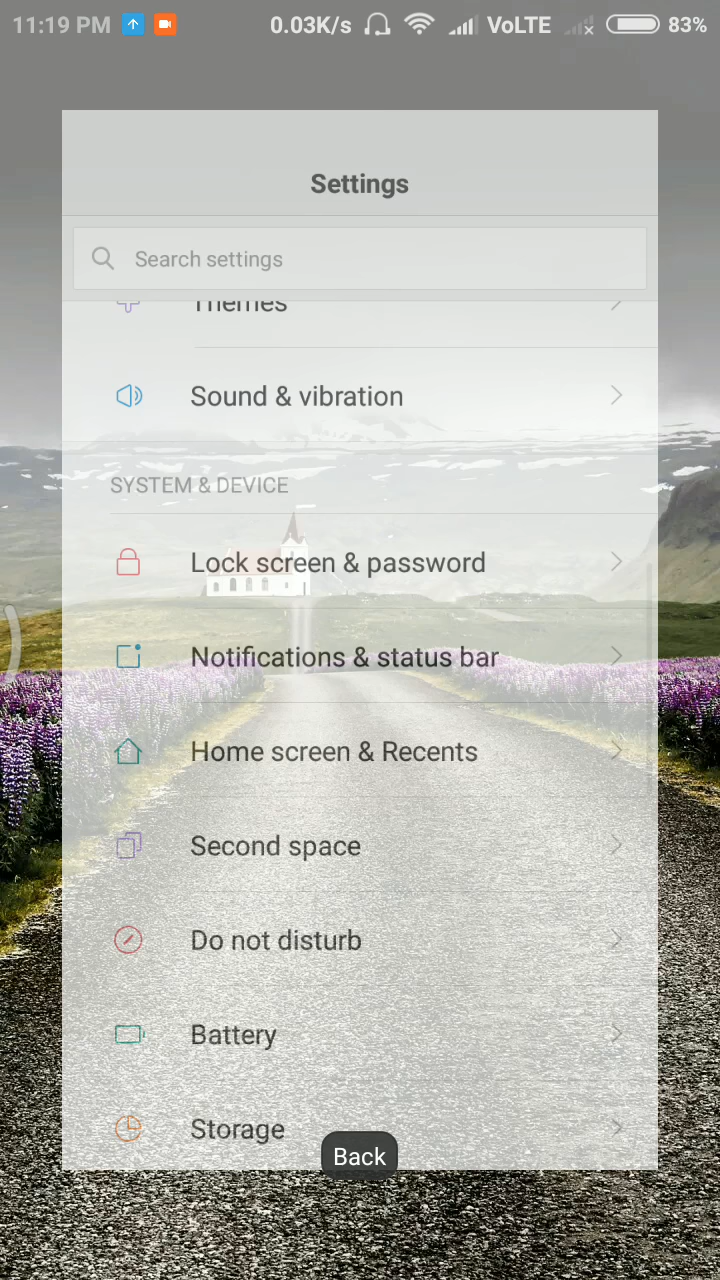 11:19 PM 0.03K/s VoLTE 83%
Settings
Search settings
Themes
Sound & vibration
SYSTEM & DEVICE
Lock screen & password
Notifications & status bar
Home screen & Recents
Second space
Do not disturb
Battery
Storage
Back